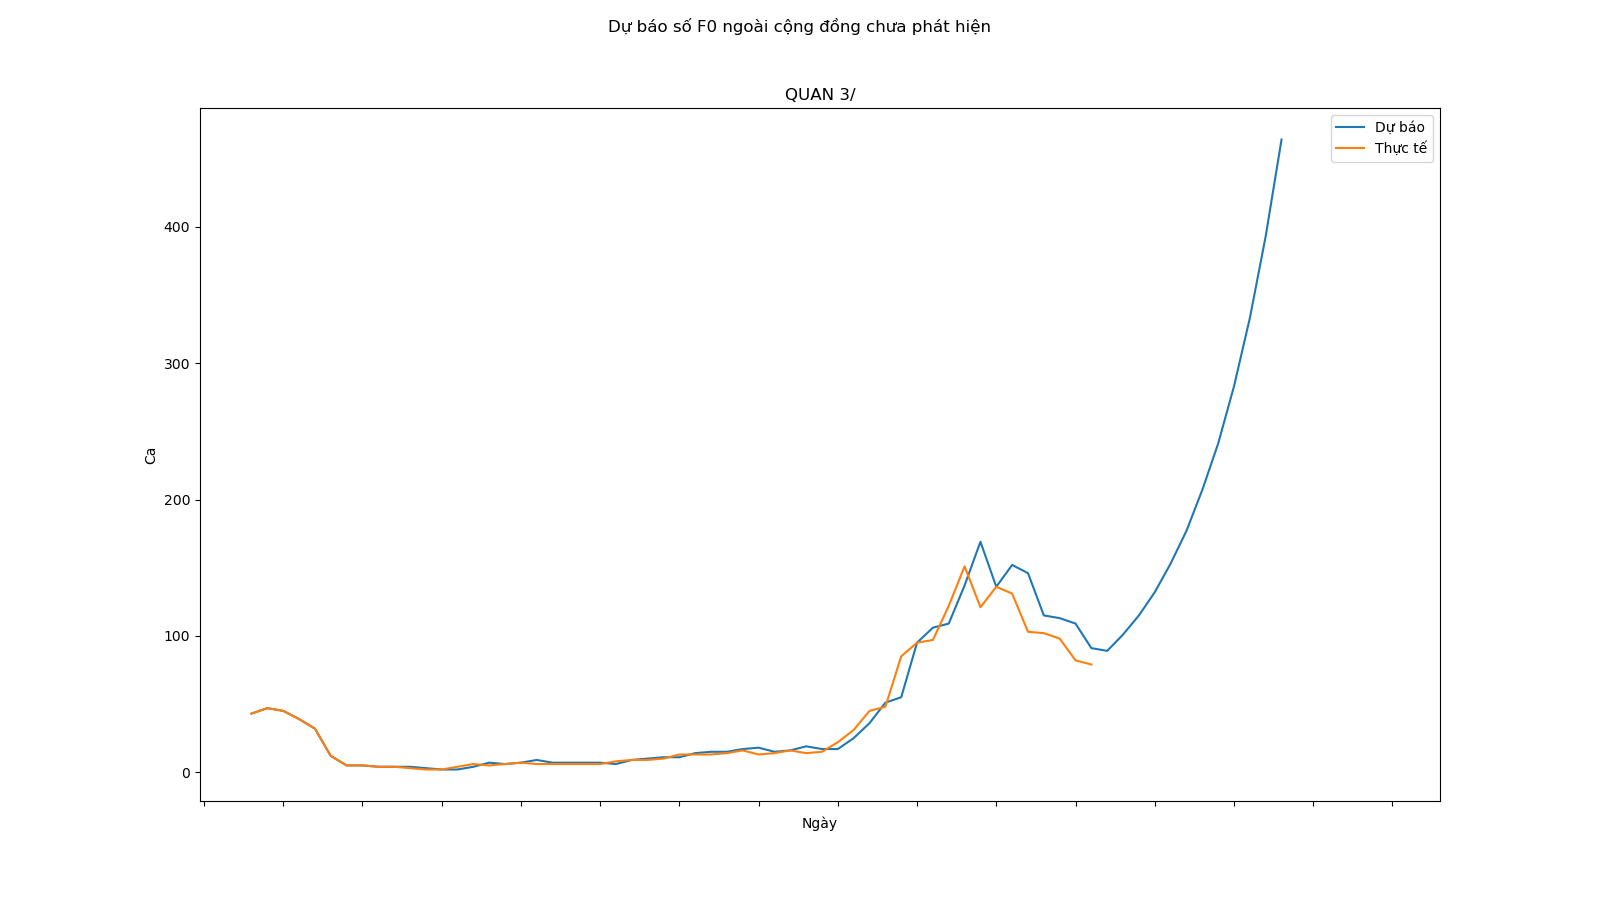 Dự báo số F0 ngoài cộng đồng chưa phát hiện
QUAN 3/
Dự báo
Thực tế
400
300
200
100
0
Ca
Ngày